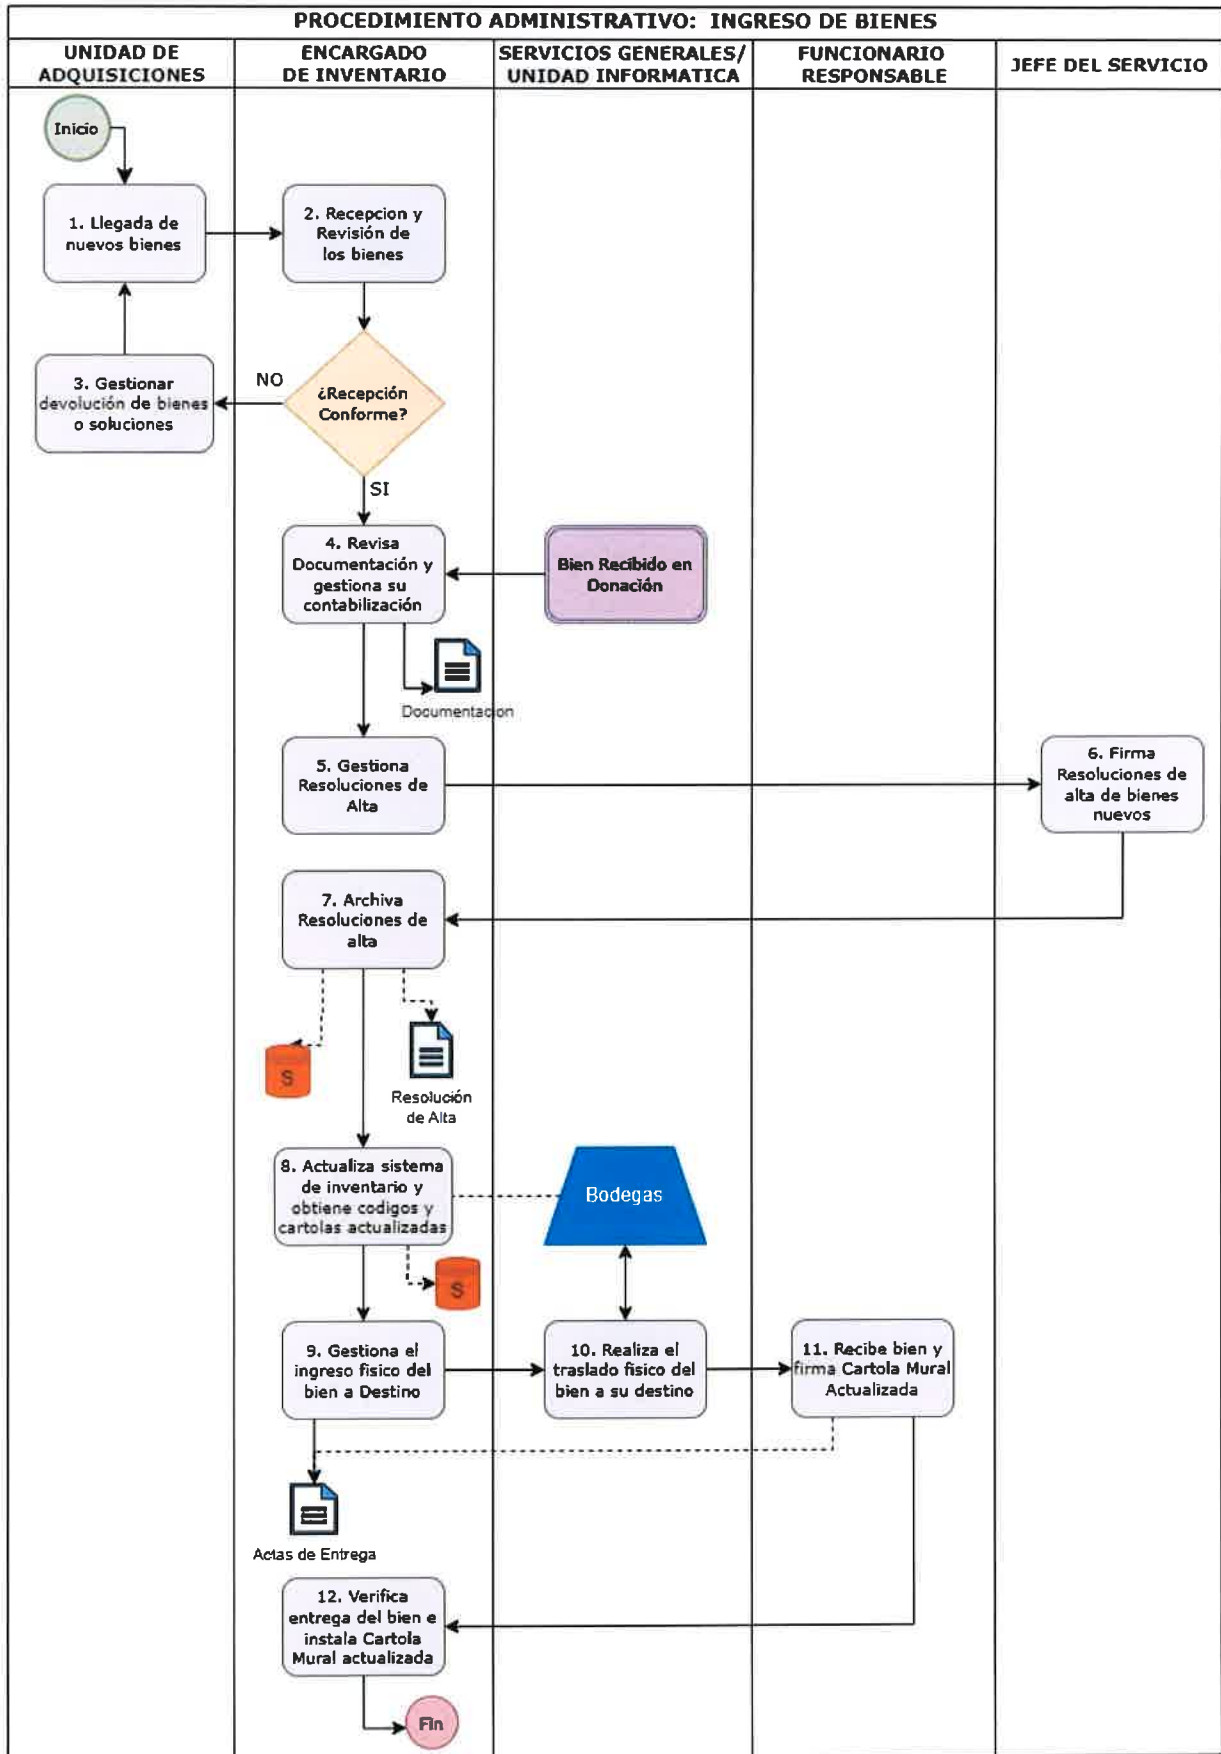 PROCEDIMIENTO ADMINISTRATIVO: INGRESO DE BIENES
UNIDAD DE
ADQUISICIONES
ENCARGADO
DE INVENTARIO
SERVICIOS GENERALES/
UNIDAD INFORMATICA
FUNCIONARIO
RESPONSABLE
JEFE DEL SERVICIO
Inicio
1. Llegada de
nuevos bienes
2. Recepcion y
Revisión de
los bienes
3. Gestionar
devolución de bienes
o soluciones
NO
¿Recepción
Conforme?
SI
4. Revisa
Documentación y
gestiona su
contabilización
Bien Recibido en
Donación
Documentacion
5. Gestiona
Resoluciones de
Alta
6. Firma
Resoluciones de
alta de bienes
nuevos
7. Archiva
Resoluciones de
alta
S
Resolución
de Alta
8. Actualiza sistema
de inventario y
obtiene codigos y
cartolas actualizadas
Bodegas
S
9. Gestiona el
ingreso fisico del
bien a Destino
10. Realiza el
traslado fisico del
bien a su destino
11. Recibe bien y
firma Cartola Mural
Actualizada
Actas de Entrega
12. Verifica
entrega del bien e
instala Cartola
Mural actualizada
Fin